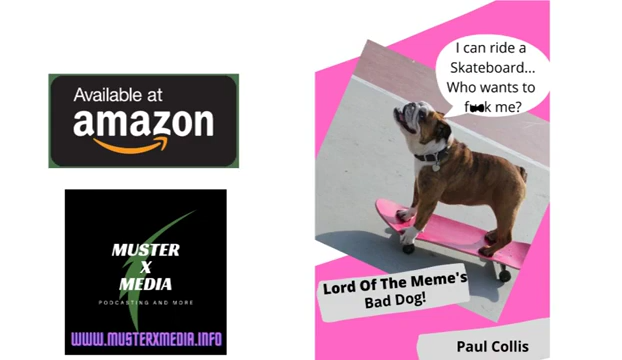 Available at
amazon
MUSTER
X
MEDIA
PODCASTING AND MORE
WWW.MUSTERXMEDIA.INFO
I can ride a
Skateboard...
Who wants to
me?
Lord Of The Meme's
Bad Dog!
Paul Collis